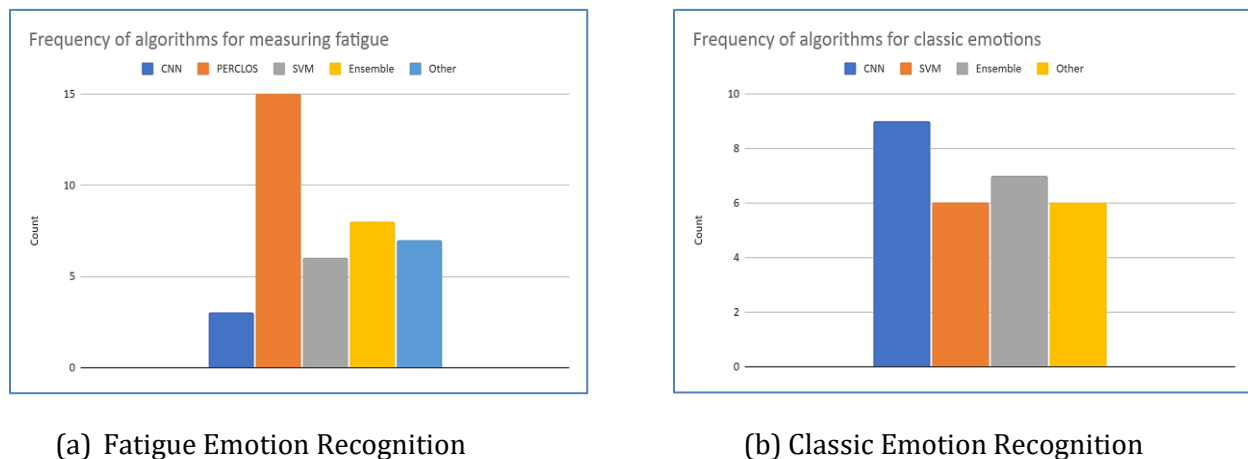 Frequency of algorithms for measuring fatigue
CNN PERCLOS SVM Ensemble Other
15
10
5
0
Count
(a) Fatigue Emotion Recognition
Frequency of algorithms for classic emotions
CNN SVM Ensemble Other
10
8
6
4
2
0
Count
(b) Classic Emotion Recognition